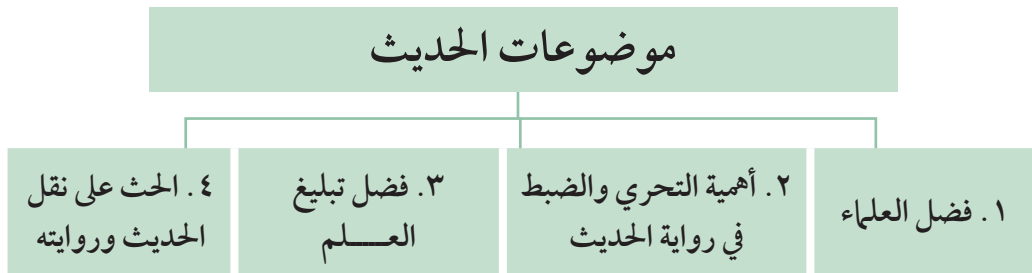 موضوعات الحديث
١. فضل العلماء
٢. أهمية التحري والضبط
في رواية الحديث
٣. فضل تبليغ
العـــلم
٤. الحث على نقل
الحديث وروايته